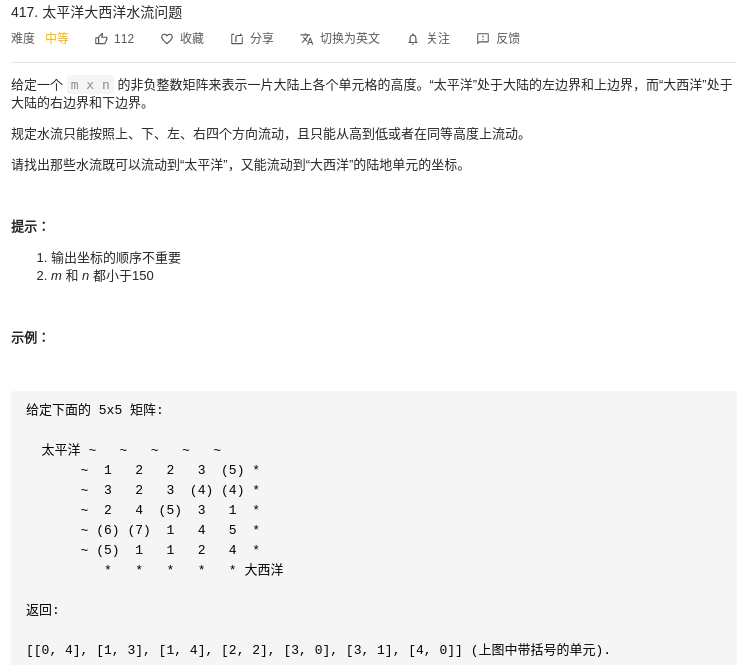 417. 太平洋大西洋水流问题
难度 中等 112 收藏 分享 切换为英文 关注 反馈
给定一个 m x n 的非负整数矩阵来表示一片大陆上各个单元格的高度。“太平洋”处于大陆的左边界和上边界，而“大西洋”处于
大陆的右边界和下边界。
规定水流只能按照上、下、左、右四个方向流动，且只能从高到低或者在同等高度上流动。
请找出那些水流既可以流动到“太平洋”，又能流动到“大西洋”的陆地单元的坐标。
提示：
1. 输出坐标的顺序不重要
2. m 和 n 都小于150
示例：
给定下面的 5x5 矩阵:
太平洋 ~ ~ ~ ~ ~
~ 1 2 2 3 (5) *
~ 3 2 3 (4) (4) *
~ 2 4 (5) 3 1 *
~ (6) (7) 1 4 5 *
~ (5) 1 1 2 4 *
* * * * * 大西洋
返回:
[[0, 4], [1, 3], [1, 4], [2, 2], [3, 0], [3, 1], [4, 0]] (上图中带括号的单元).